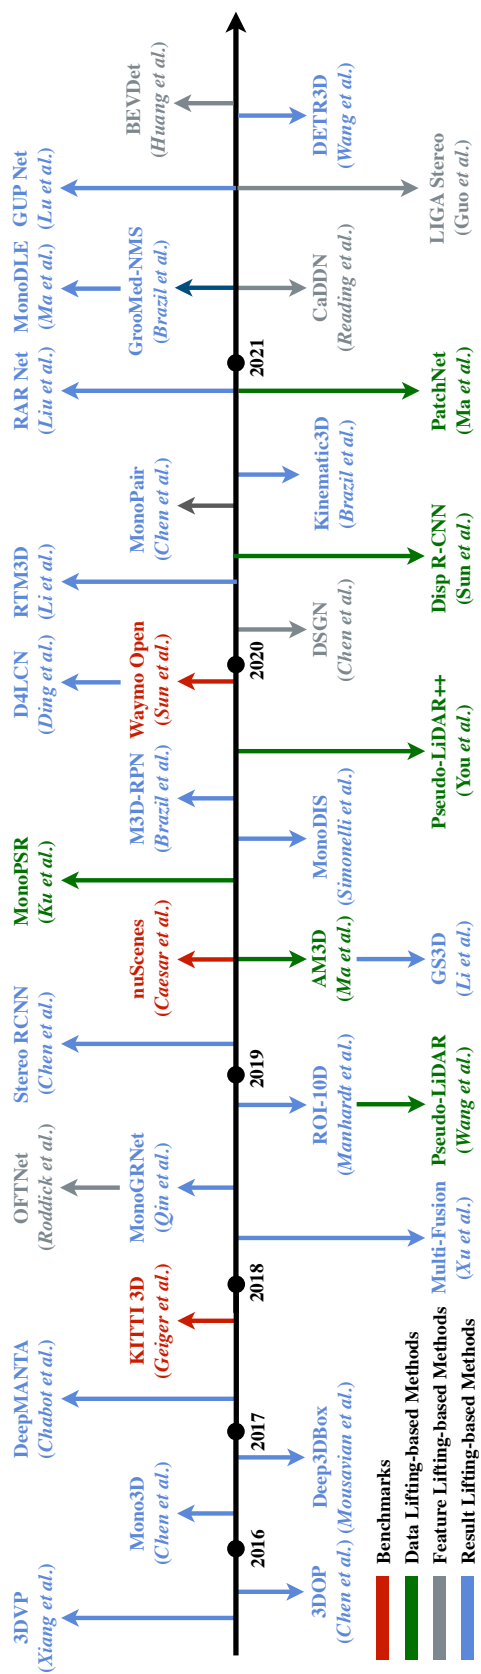 3DVP
(Xiang et al.)
DeepMANTA
(Chabot et al.)
OFTNet
(Roddick et al.)
Stereo RCNN
(Chen et al.)
MonoPSR
(Ku et al.)
D4LCN
(Ding et al.)
RTM3D
(Li et al.)
RAR Net
(Liu et al.)
MonoDLE
(Ma et al.)
GUP Net
(Lu et al.)
Mono3D
(Chen et al.)
KITTI 3D
(Geiger et al.)
MonoGRNet
(Qin et al.)
nuScenes
(Caesar et al.)
M3D-RPN
(Brazil et al.)
Waymo Open
(Sun et al.)
MonoPair
(Chen et al.)
GrooMed-NMS
(Brazil et al.)
BEVDet
(Huang et al.)
2016
2017
2018
2019
2020
2021
3DOP
(Chen et al.)
Deep3DBox
(Mousavian et al.)
ROI-10D
(Manhardt et al.)
AM3D
(Ma et al.)
MonoDIS
(Simonelli et al.)
DSGN
(Chen et al.)
Kinematic3D
(Brazil et al.)
CaDDN
(Reading et al.)
DETR3D
(Wang et al.)
Multi-Fusion
(Xu et al.)
Pseudo-LiDAR
(Wang et al.)
GS3D
(Li et al.)
Pseudo-LiDAR++
(You et al.)
Disp R-CNN
(Sun et al.)
PatchNet
(Ma et al.)
LIGA Stereo
(Guo et al.)
Benchmarks
Data Lifting-based Methods
Feature Lifting-based Methods
Result Lifting-based Methods